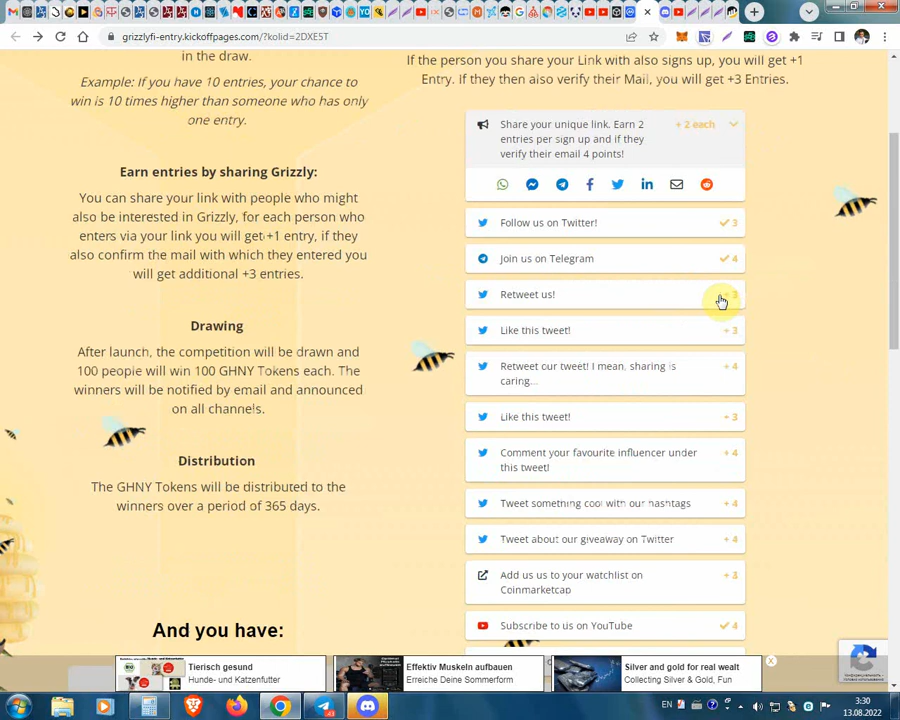 grizzlyfi-entry.kickoffpages.com/?kolid=2DXE5T
in the draw.
Example: If you have 10 entries, your chance to
win is 10 times higher than someone who has only
one entry.
Earn entries by sharing Grizzly:
You can share your link with people who might
also be interested in Grizzly, for each person who
enters via your link you will get +1 entry, if they
also confirm the mail with which they entered you
will get additional +3 entries.
Drawing
After launch, the competition will be drawn and
100 people will win 100 GHNY Tokens each. The
winners will be notified by email and announced
on all channels.
Distribution
The GHNY Tokens will be distributed to the
winners over a period of 365 days.
And you have:
If the person you share your Link with also signs up, you will get +1
Entry. if they then also verify their Mail, you will get +3 Entries.
Share your unique link. Earn 2
entries per sign up and if they
verify their email 4 points!
+ 2 each
Follow us on Twitter!
3
Join us on Telegram
4
Retweet us!
+ 3
Like this tweet!
+ 3
Retweet our tweet! I mean, sharing is
caring...
+ 4
Like this tweet!
+ 3
Comment your favourite influencer under
this tweet!
+ 4
Tweet something cool with our hashtags
+ 4
Tweet about our giveaway on Twitter
+ 4
Add us us to your watchlist on
Coinmarketcap
+ 3
Subscribe to us on YouTube
4
Tierisch gesund
Hunde- und Katzenfutter
Effektiv Muskeln aufbauen
Erreiche Deine Sommerform
Silver and gold for real wealt
Collecting Silver & Gold, Fun
EN
3:30
13.08.2022